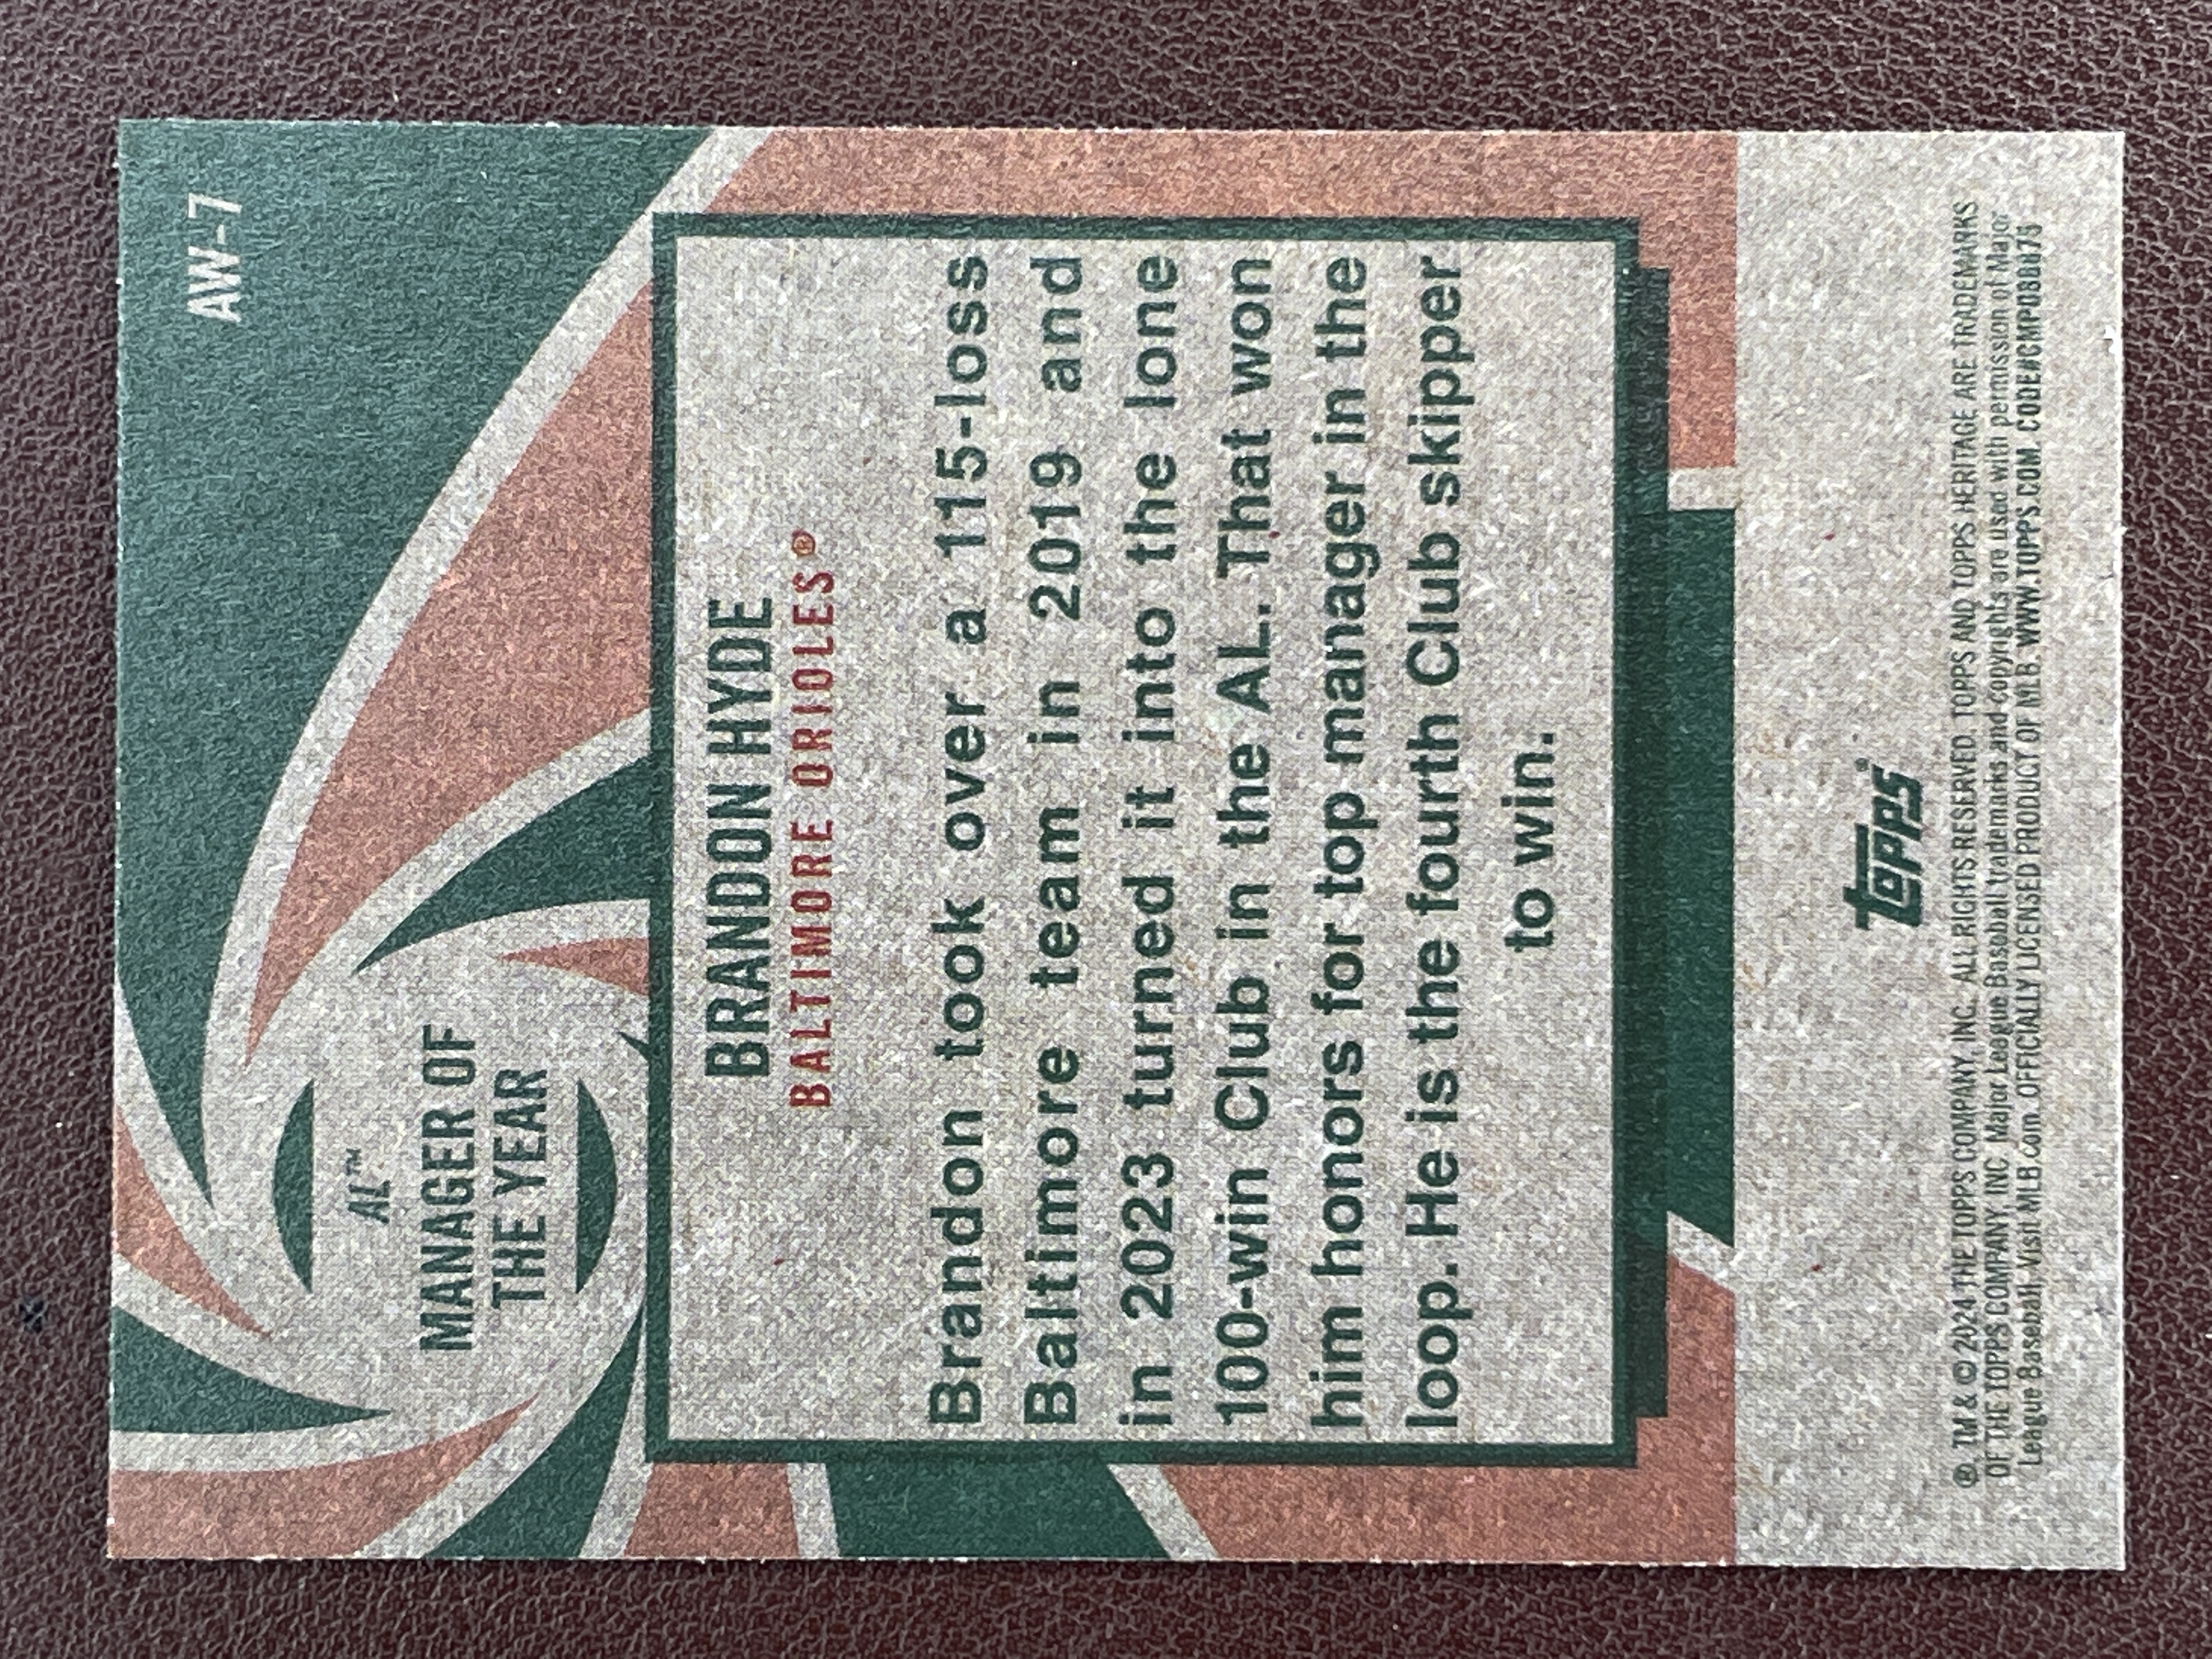 AW-7
AL™
MANAGER OF
THE YEAR
BRANDON HYDE
BALTIMORE ORIOLES®
Brandon took over a 115-loss
Baltimore team in 2019 and
in 2023 turned it into the lone
100-win Club in the AL. That won
him honors for top manager in the
loop. He is the fourth Club skipper
to win.
topps®
® TM & © 2024 THE TOPPS COMPANY, INC. ALL RIGHTS RESERVED. TOPPS AND TOPPS HERITAGE ARE TRADEMARKS
OF THE TOPPS COMPANY, INC. Major League Baseball trademarks and copyrights are used with permission of Major
League Baseball. Visit MLB.com. OFFICIALLY LICENSED PRODUCT OF MLB. WWW.TOPPS.COM. CODE#CMP080075